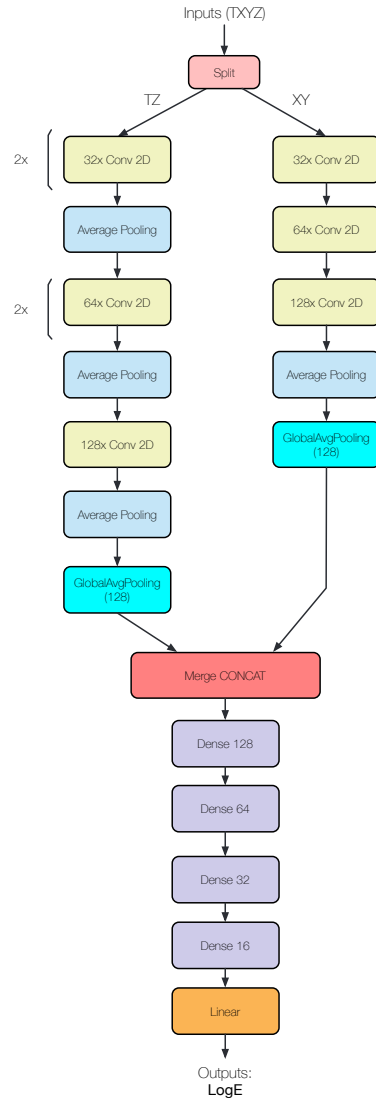 Inputs (TXYZ)
Split
TZ
XY
2x
32x Conv 2D
32x Conv 2D
Average Pooling
64x Conv 2D
2x
64x Conv 2D
128x Conv 2D
Average Pooling
Average Pooling
128x Conv 2D
GlobalAvgPooling
(128)
Average Pooling
GlobalAvgPooling
(128)
Merge CONCAT
Dense 128
Dense 64
Dense 32
Dense 16
Linear
Outputs:
LogE